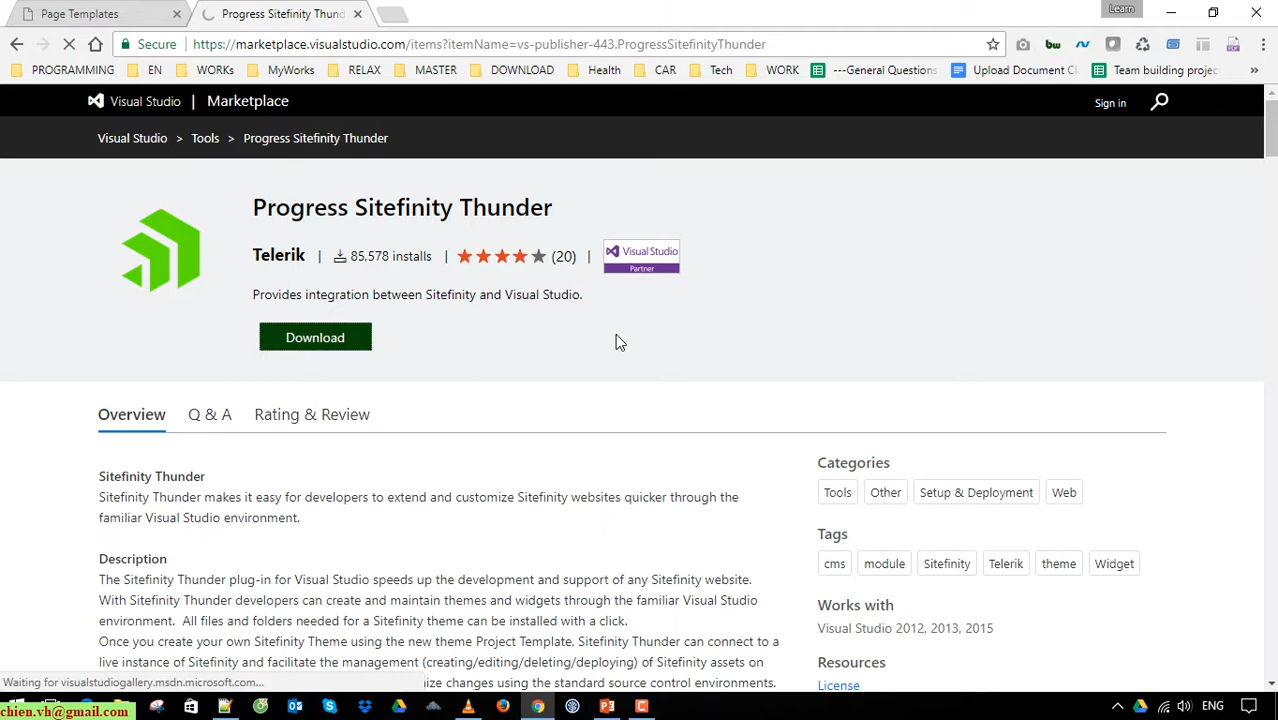 Page Templates
Progress Sitefinity Thund
Learn
Secure https://marketplace.visualstudio.com/items?itemName=vs-publisher-443.ProgressSitefinityThunder
bw
PROGRAMMING EN WORKs MyWorks RELAX MASTER DOWNLOAD Health CAR Tech WORK ---General Questions Upload Document Team building projec »
Visual Studio | Marketplace
Sign in
Visual Studio > Tools > Progress Sitefinity Thunder
Progress Sitefinity Thunder
Telerik | 85,578 installs | (20) | Visual Studio
Partner
Provides integration between Sitefinity and Visual Studio.
Download
Overview Q & A Rating & Review
Sitefinity Thunder
Sitefinity Thunder makes it easy for developers to extend and customize Sitefinity websites quicker through the
familiar Visual Studio environment.
Description
The Sitefinity Thunder plug-in for Visual Studio speeds up the development and support of any Sitefinity website.
With Sitefinity Thunder developers can create and maintain themes and widgets through the familiar Visual Studio
environment. All files and folders needed for a Sitefinity theme can be installed with a click.
Once you create your own Sitefinity Theme using the new theme Project Template, Sitefinity Thunder can connect to a
live instance of Sitefinity and facilitate the management (creating/editing/deleting/deploying) of Sitefinity assets on
ize changes using the standard source control environments.
Categories
Tools Other Setup & Deployment Web
Tags
cms module Sitefinity Telerik theme Widget
Works with
Visual Studio 2012, 2013, 2015
Resources
License
Waiting for visualstudiogallery.msdn.microsoft.com...
chien.vh@gmail.com
ENG